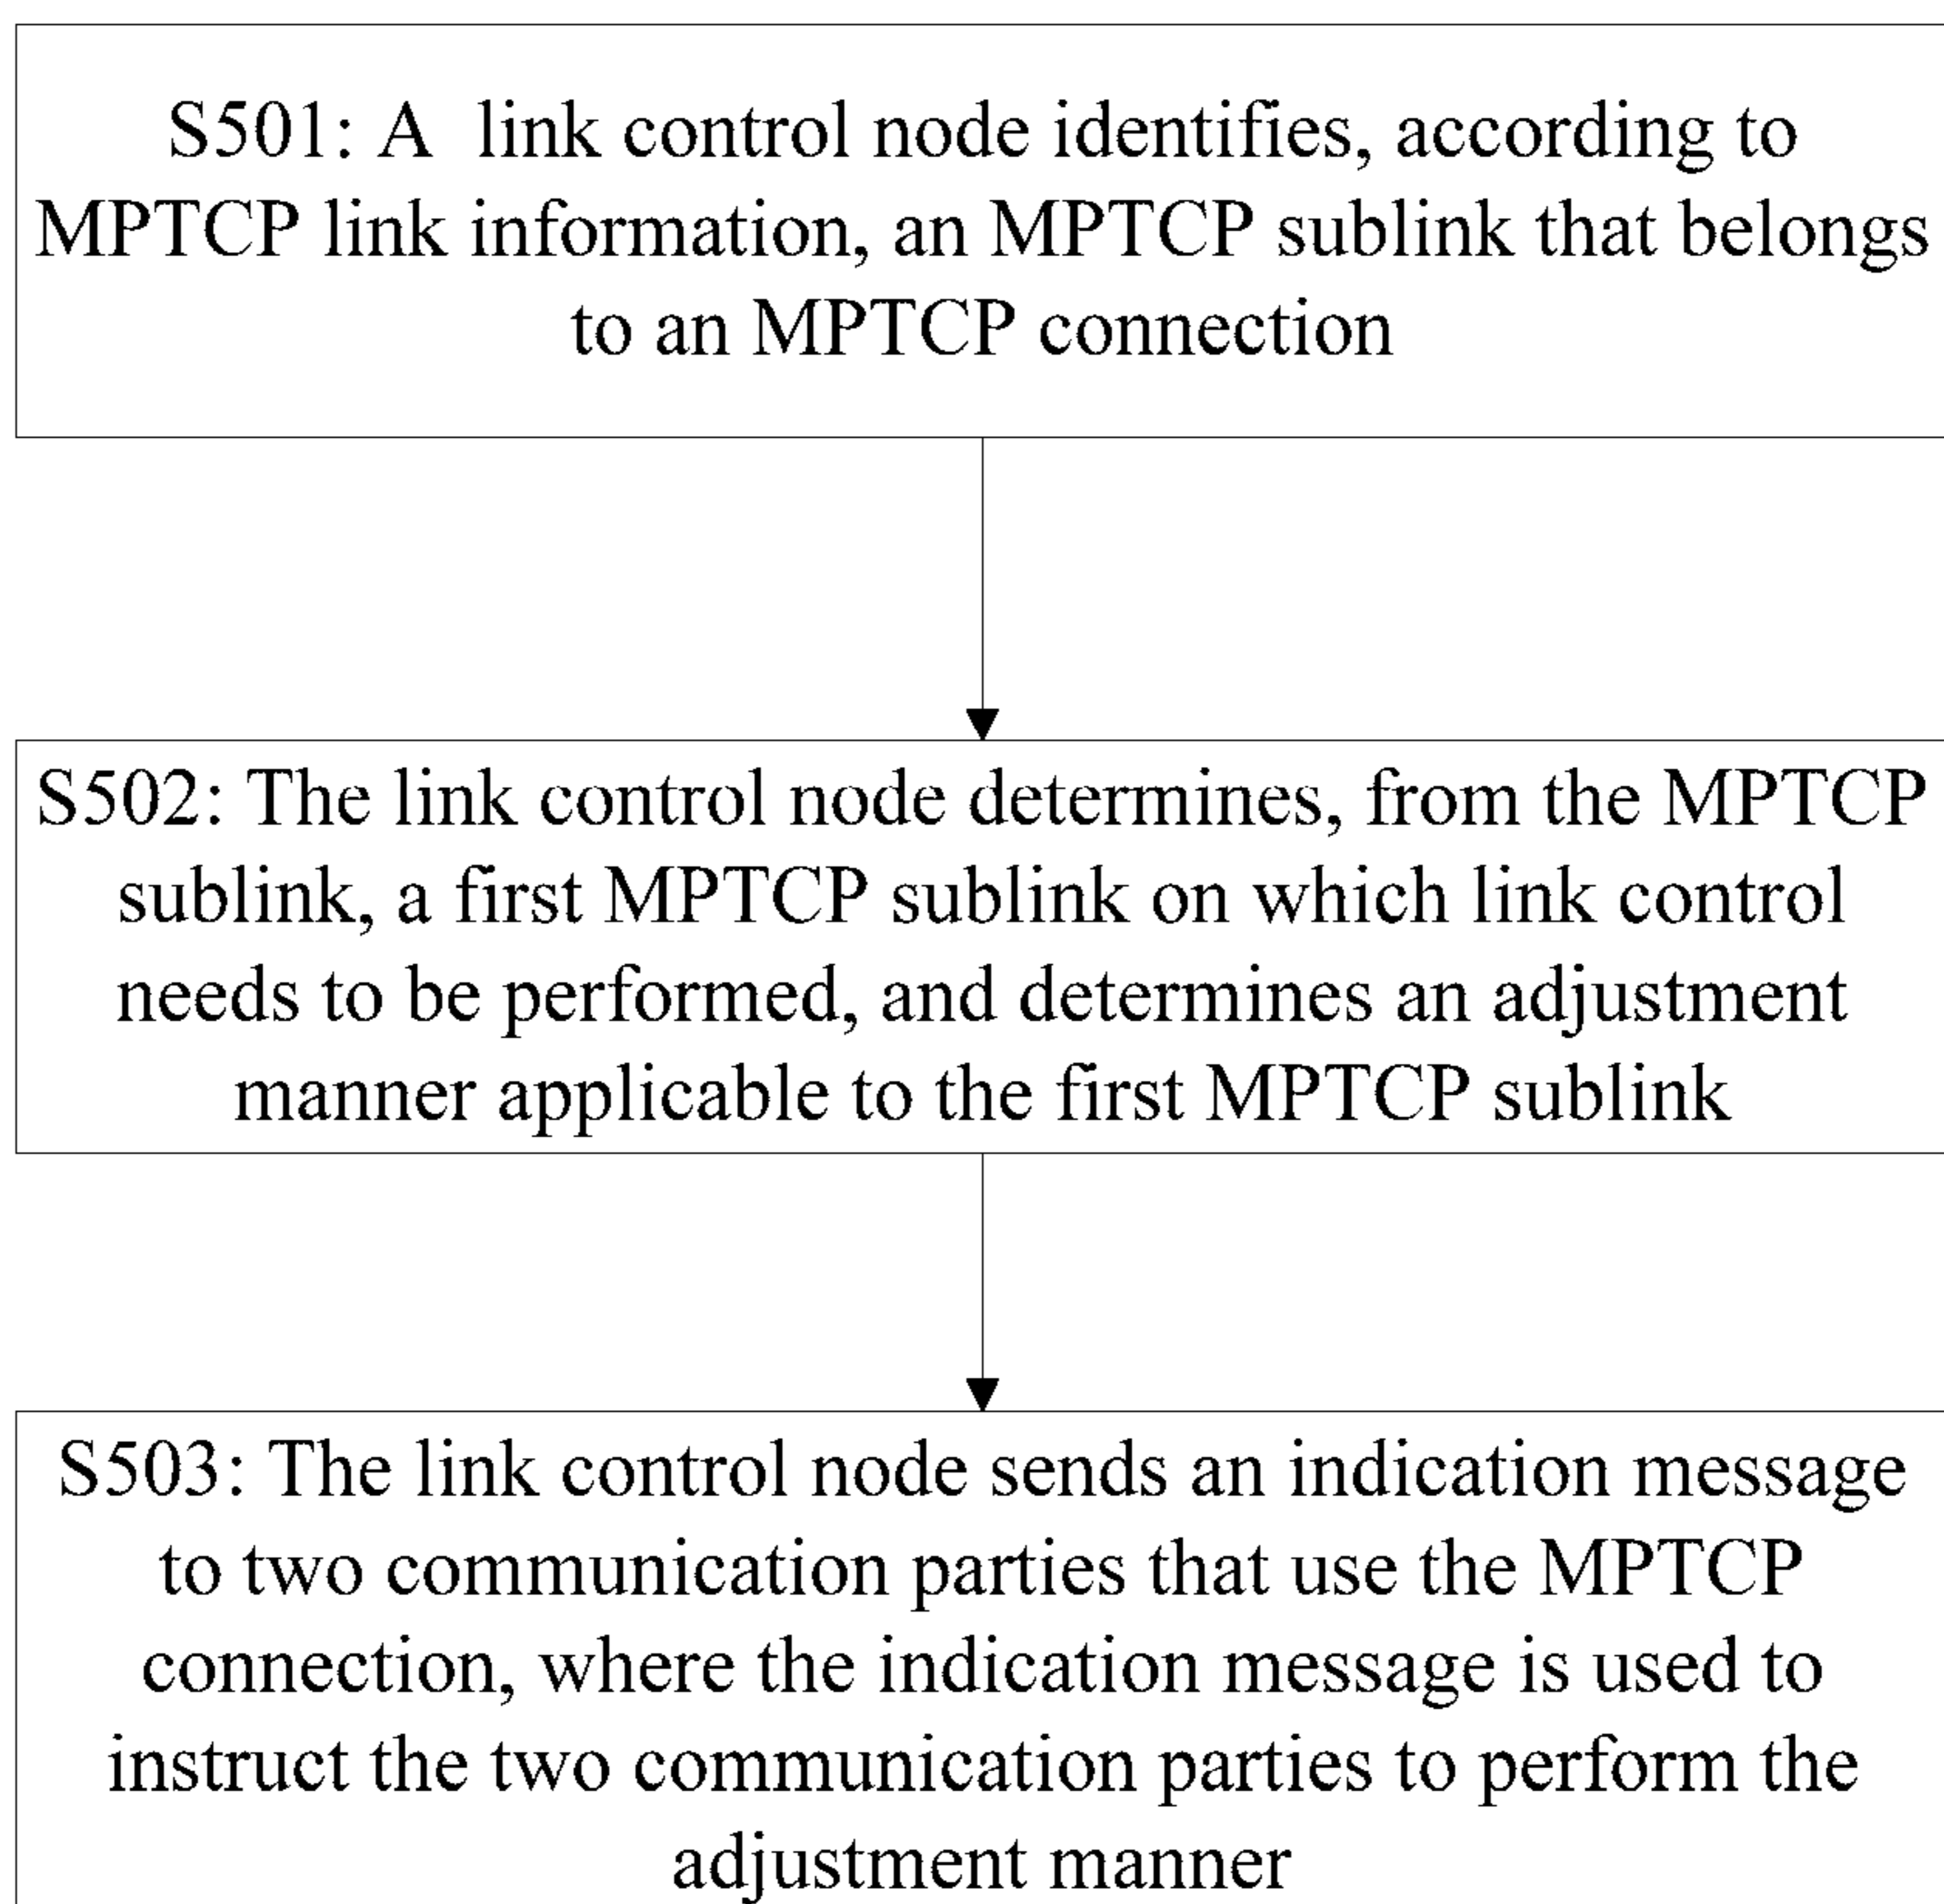 S501: A link control node identifies, according to
MPTCP link information, an MPTCP sublink that belongs
to an MPTCP connection
S502: The link control node determines, from the MPTCP
sublink, a first MPTCP sublink on which link control
needs to be performed, and determines an adjustment
manner applicable to the first MPTCP sublink
S503: The link control node sends an indication message
to two communication parties that use the MPTCP
connection, where the indication message is used to
instruct the two communication parties to perform the
adjustment manner